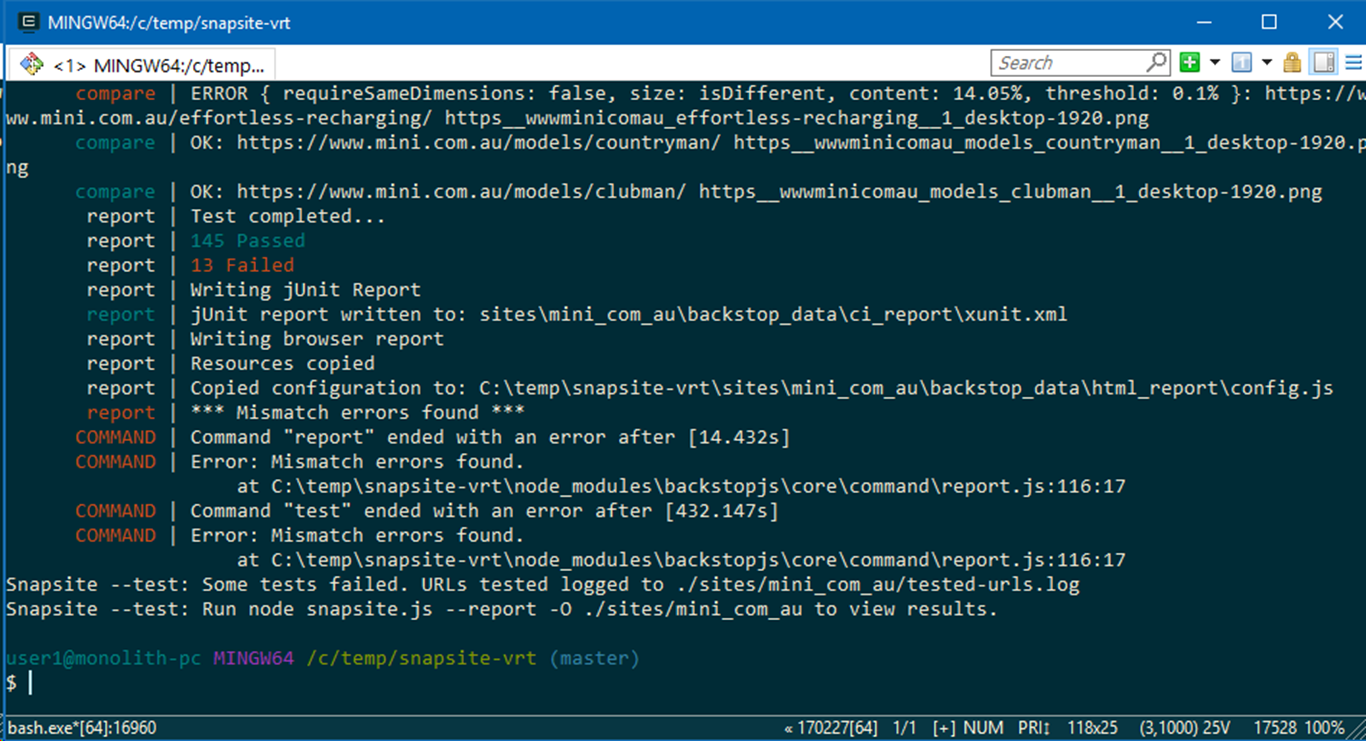 MINGW64:/c/temp/snapsite-vrt
<1> MINGW64:/c/temp...
Search
compare | ERROR { requireSameDimensions: false, size: isDifferent, content: 14.05%, threshold: 0.1% }: https://w
ww.mini.com.au/effortless-recharging/ https__wwwminicomau_effortless-recharging__1_desktop-1920.png
compare | OK: https://www.mini.com.au/models/countryman/ https__wwwminicomau_models_countryman__1_desktop-1920.p
ng
compare | OK: https://www.mini.com.au/models/clubman/ https__wwwminicomau_models_clubman__1_desktop-1920.png
report | Test completed...
report | 145 Passed
report | 13 Failed
report | Writing jUnit Report
report | jUnit report written to: sites\mini_com_au\backstop_data\ci_report\xunit.xml
report | Writing browser report
report | Resources copied
report | Copied configuration to: C:\temp\snapsite-vrt\sites\mini_com_au\backstop_data\html_report\config.js
report | *** Mismatch errors found ***
COMMAND | Command "report" ended with an error after [14.432s]
COMMAND | Error: Mismatch errors found.
at C:\temp\snapsite-vrt\node_modules\backstopjs\core\command\report.js:116:17
COMMAND | Command "test" ended with an error after [432.147s]
COMMAND | Error: Mismatch errors found.
at C:\temp\snapsite-vrt\node_modules\backstopjs\core\command\report.js:116:17
Snapsite --test: Some tests failed. URLs tested logged to ./sites/mini_com_au/tested-urls.log
Snapsite --test: Run node snapsite.js --report -O ./sites/mini_com_au to view results.
user1@monolith-pc MINGW64 /c/temp/snapsite-vrt (master)
$
bash.exe*[64]:16960 « 170227[64] 1/1 [+] NUM PRI↕ 118x25 (3,1000) 25V 17528 100%